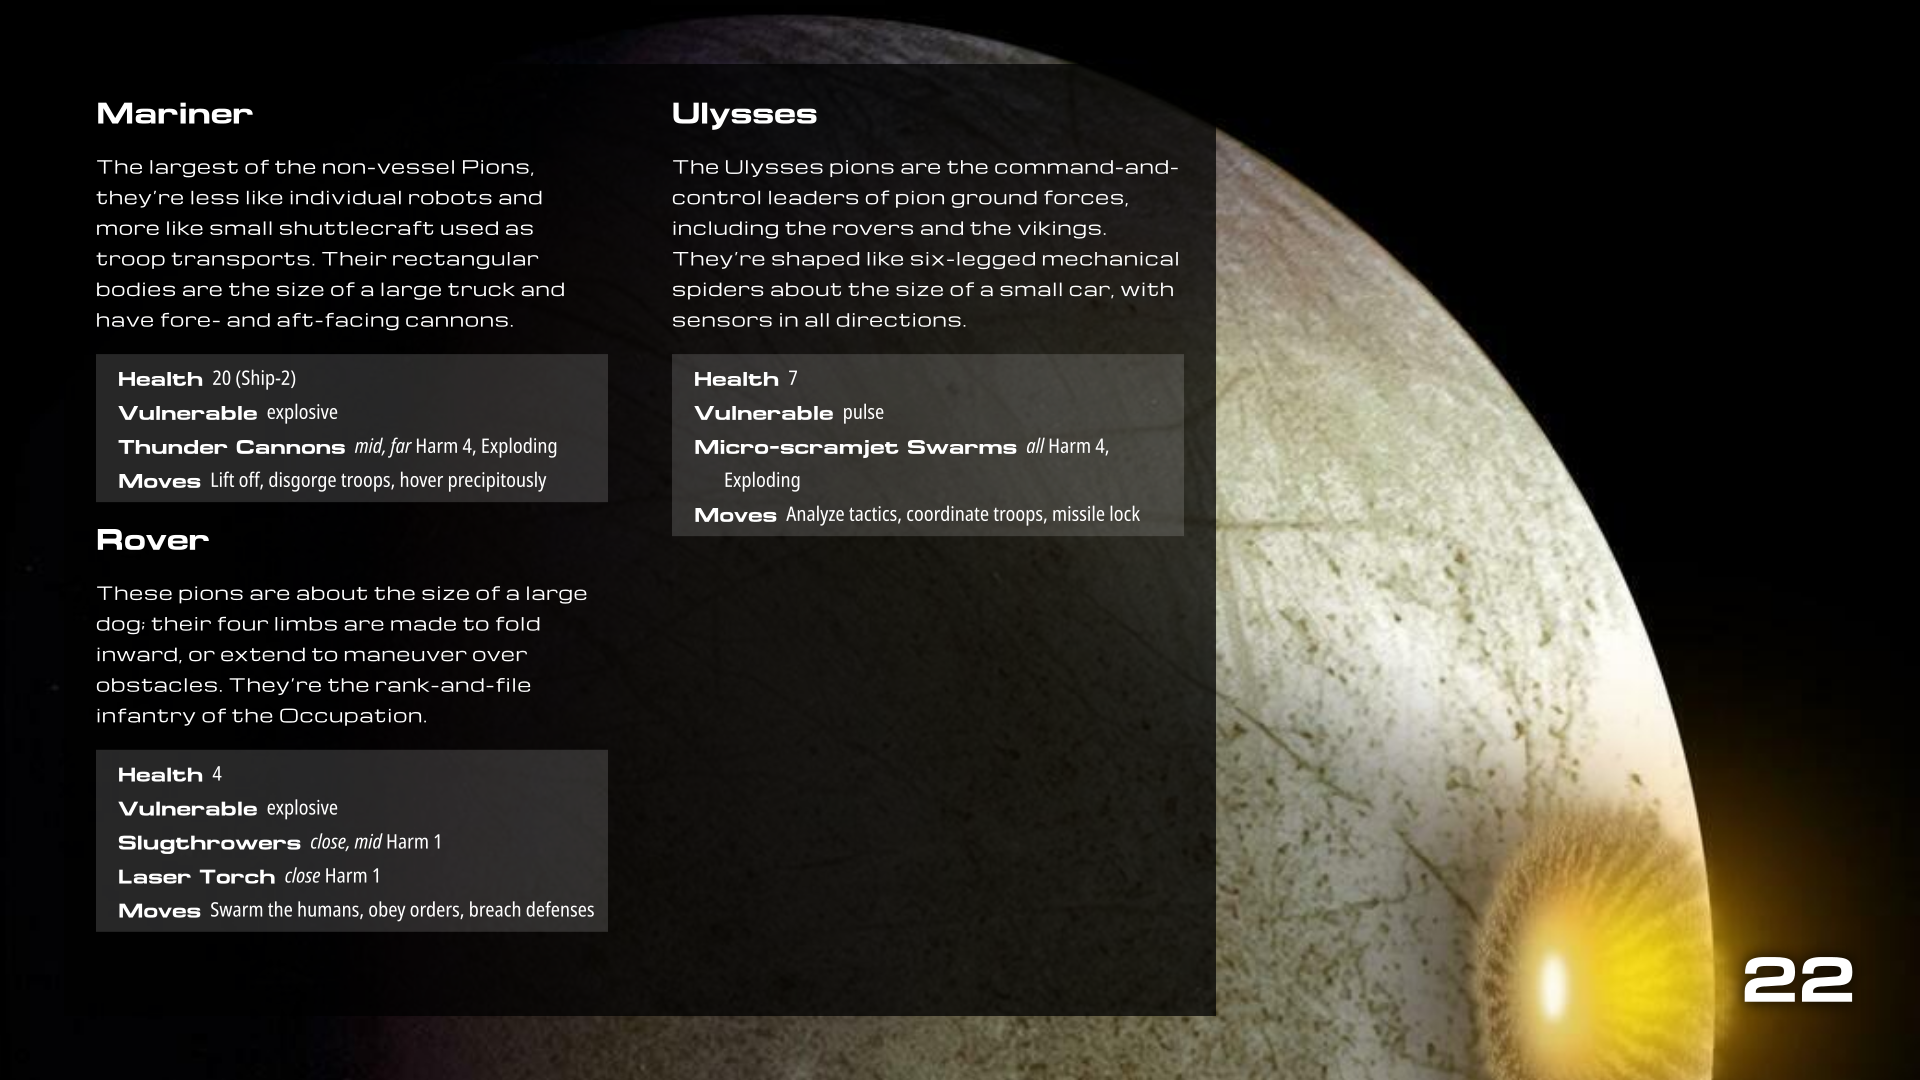 Mariner
The largest of the non-vessel Pions,
they're less like individual robots and
more like small shuttlecraft used as
troop transports. Their rectangular
bodies are the size of a large truck and
have fore- and aft-facing cannons.
Health 20 (Ship-2)
Vulnerable explosive
Thunder Cannons mid, far Harm 4, Exploding
Moves Lift off, disgorge troops, hover precipitously
Rover
These pions are about the size of a large
dog; their four limbs are made to fold
inward, or extend to maneuver over
obstacles. They're the rank-and-file
infantry of the Occupation.
Health 4
Vulnerable explosive
Slugthrowers close, mid Harm 1
Laser Torch close Harm 1
Moves Swarm the humans, obey orders, breach defenses
Ulysses
The Ulysses pions are the command-and-
control leaders of pion ground forces,
including the rovers and the vikings.
They're shaped like six-legged mechanical
spiders about the size of a small car, with
sensors in all directions.
Health 7
Vulnerable pulse
Micro-scramjet Swarms all Harm 4,
Exploding
Moves Analyze tactics, coordinate troops, missile lock
22